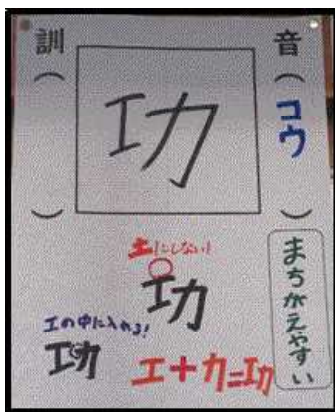 音(コウ)
訓( )
功
まちがえやすい
土にしない!
功
エの中に入れる!
功
エ+力=功